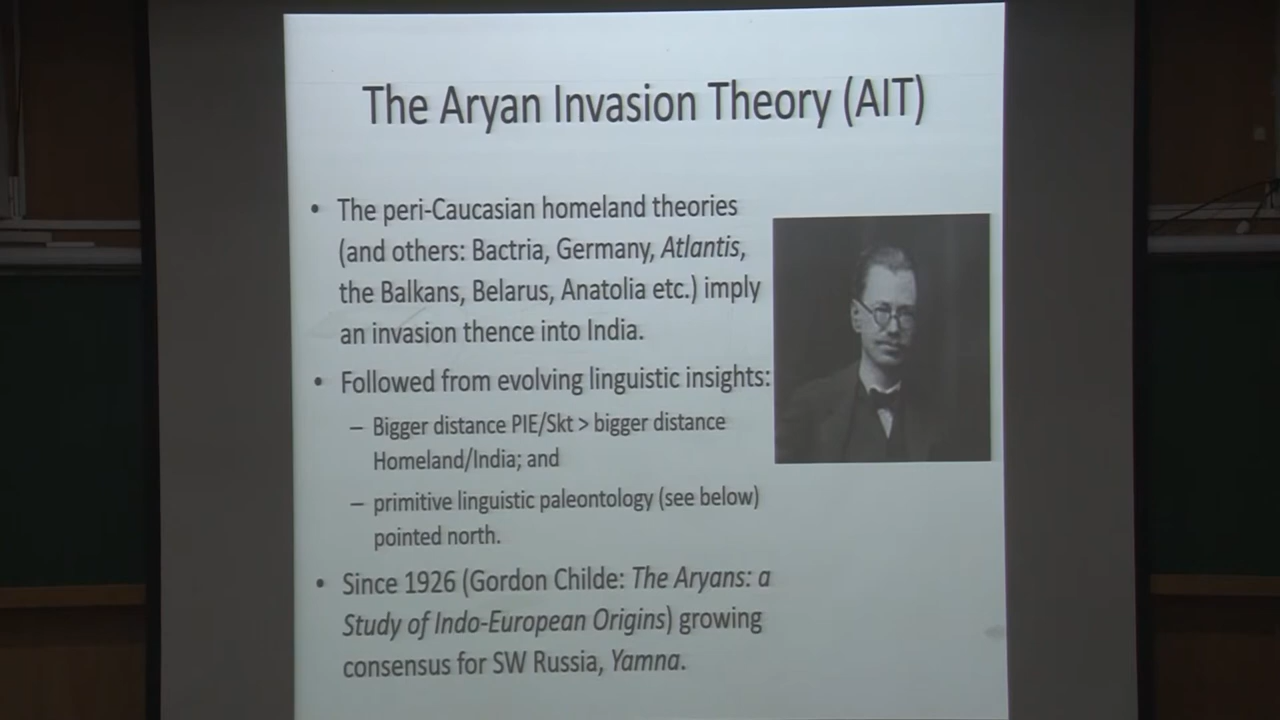 The Aryan Invasion Theory (AIT)
• The peri-Caucasian homeland theories
(and others: Bactria, Germany, Atlantis,
the Balkans, Belarus, Anatolia etc.) imply
an invasion thence into India.
• Followed from evolving linguistic insights:
– Bigger distance PIE/Skt > bigger distance
Homeland/India; and
– primitive linguistic paleontology (see below)
pointed north.
• Since 1926 (Gordon Childe: The Aryans: a
Study of Indo-European Origins) growing
consensus for SW Russia, Yamna.